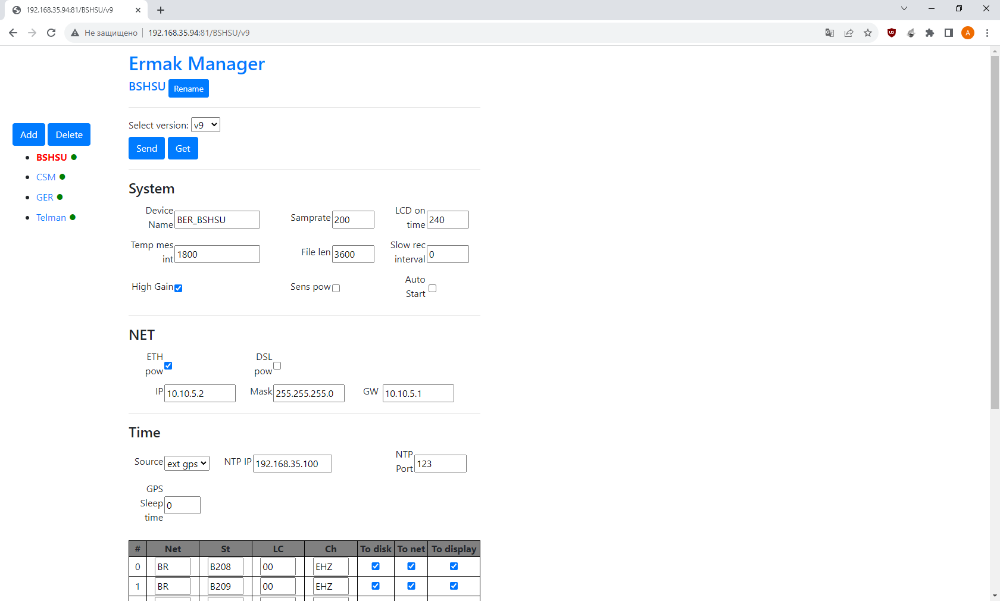 192.168.35.94:81/BSHSU/v9
Не защищено 192.168.35.94:81/BSHSU/v9 A
Ermak Manager
BSHSU Rename
Select version: v9
Add Delete
Send Get
BSHSU
CSM
GER
Telman
System
Device Name BER_BSHSU Samprate 200 LCD on time 240
Temp mes int 1800 File len 3600 Slow rec interval 0
High Gain Sens pow Auto Start
NET
ETH pow DSL pow
IP 10.10.5.2 Mask 255.255.255.0 GW 10.10.5.1
Time
Source ext gps NTP IP 192.168.35.100 NTP Port 123
GPS Sleep time 0
# Net St LC Ch To disk To net To display
0 BR B208 00 EHZ
1 BR B209 00 EHZ